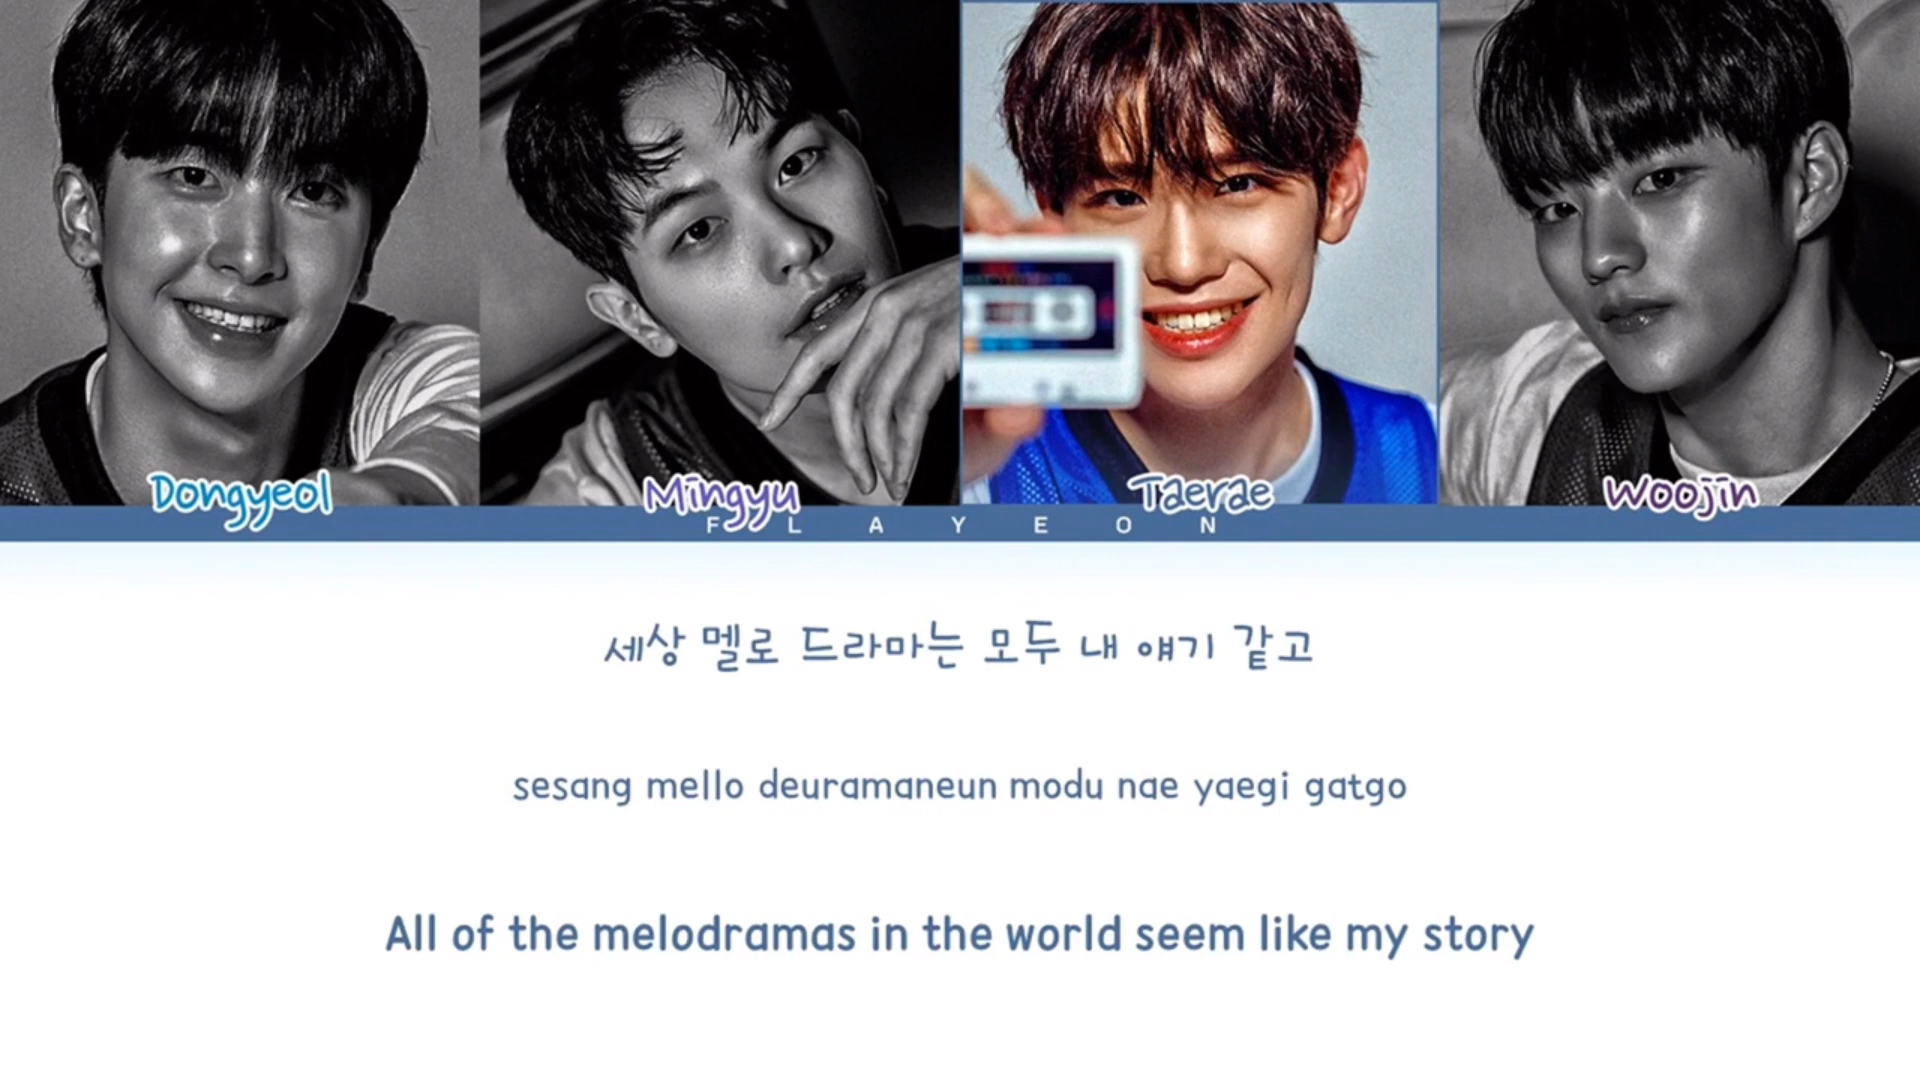 Dongyeol
Mingyu
Taerae
Woojin
FLAYEON
세상 멜로 드라마는 모두 내 얘기 같고
sesang mello deuramaneun modu nae yaegi gatgo
All of the melodramas in the world seem like my story